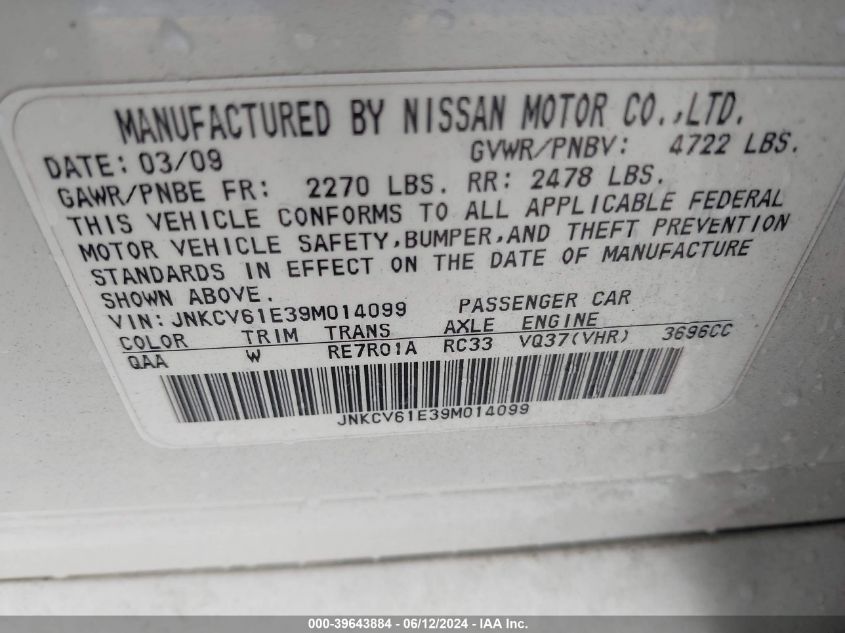 MANUFACTURED BY NISSAN MOTOR CO.,LTD.
DATE: 03/09 GVWR/PNBV: 4722 LBS.
GAWR/PNBE FR: 2270 LBS. RR: 2478 LBS.
THIS VEHICLE CONFORMS TO ALL APPLICABLE FEDERAL
MOTOR VEHICLE SAFETY,BUMPER,AND THEFT PREVENTION
STANDARDS IN EFFECT ON THE DATE OF MANUFACTURE
SHOWN ABOVE.
VIN: JNKCV61E39M014099 PASSENGER CAR
COLOR TRIM TRANS AXLE ENGINE
QAA W RE7R01A RC33 VQ37(VHR) 3696CC
JNKCV61E39M014099
000-39643884 - 06/12/2024 - IAA Inc.